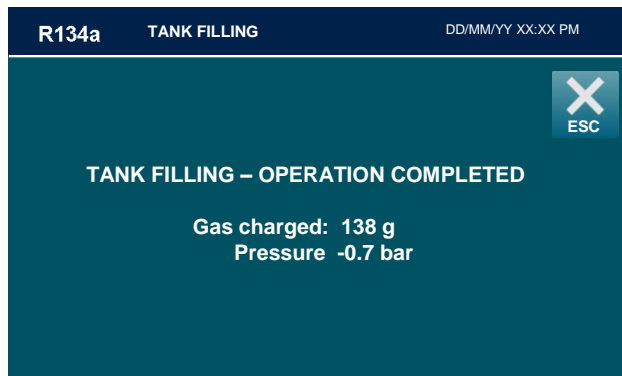 R134a TANK FILLING DD/MM/YY XX:XX PM
ESC
TANK FILLING – OPERATION COMPLETED
Gas charged: 138 g
Pressure -0.7 bar